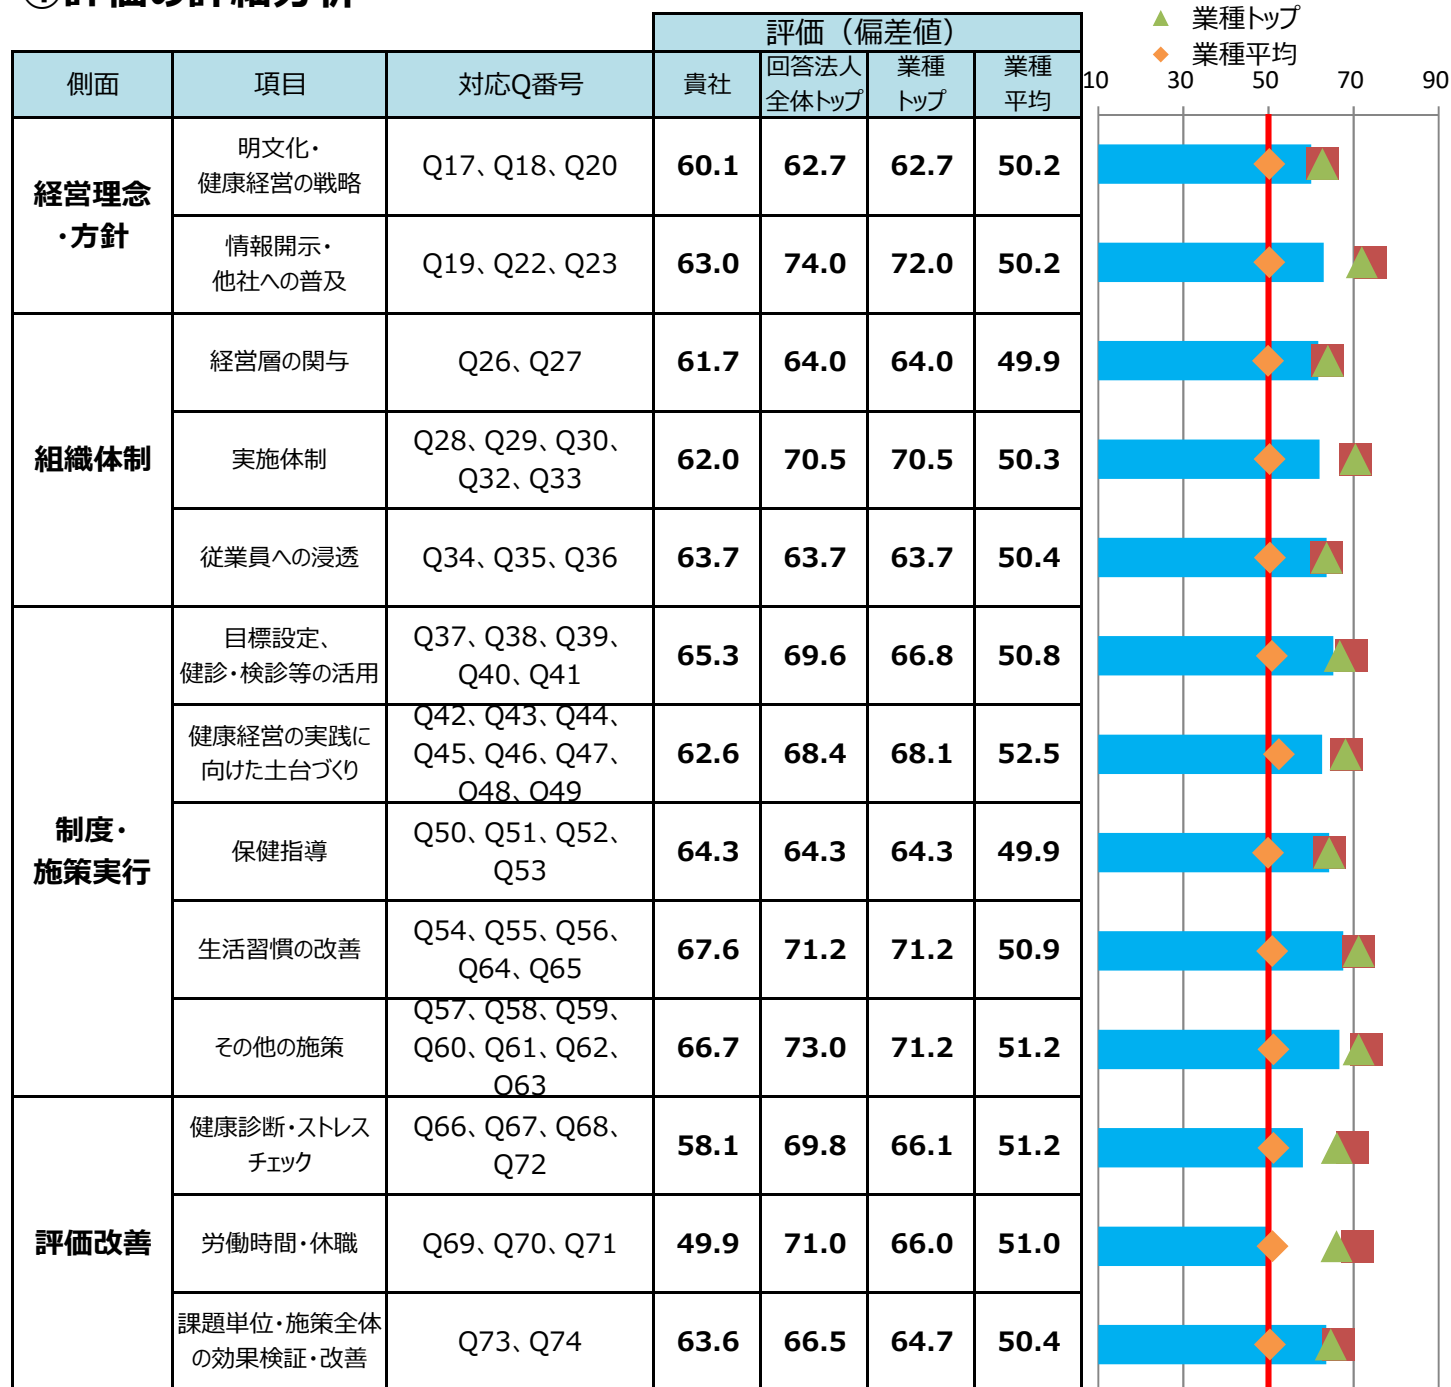 ④評価の詳細分析
▲ 業種トップ
◆ 業種平均
評価（偏差値）
側面 項目 対応Q番号 貴社 回答法人 業種 業種
全体トップ トップ 平均
10 30 50 70 90
経営理念
・方針
明文化・
健康経営の戦略
Q17、Q18、Q20 60.1 62.7 62.7 50.2
情報開示・
他社への普及
Q19、Q22、Q23 63.0 74.0 72.0 50.2
組織体制
経営層の関与 Q26、Q27 61.7 64.0 64.0 49.9
実施体制
Q28、Q29、Q30、
Q32、Q33
62.0 70.5 70.5 50.3
従業員への浸透 Q34、Q35、Q36 63.7 63.7 63.7 50.4
制度・
施策実行
目標設定、
健診・検診等の活用
Q37、Q38、Q39、
Q40、Q41
65.3 69.6 66.8 50.8
健康経営の実践に
向けた土台づくり
Q42、Q43、Q44、
Q45、Q46、Q47、
Q48、Q49
62.6 68.4 68.1 52.5
保健指導
Q50、Q51、Q52、
Q53
64.3 64.3 64.3 49.9
生活習慣の改善
Q54、Q55、Q56、
Q64、Q65
67.6 71.2 71.2 50.9
その他の施策
Q57、Q58、Q59、
Q60、Q61、Q62、
Q63
66.7 73.0 71.2 51.2
評価改善
健康診断・ストレス
チェック
Q66、Q67、Q68、
Q72
58.1 69.8 66.1 51.2
労働時間・休職 Q69、Q70、Q71 49.9 71.0 66.0 51.0
課題単位・施策全体
の効果検証・改善
Q73、Q74 63.6 66.5 64.7 50.4